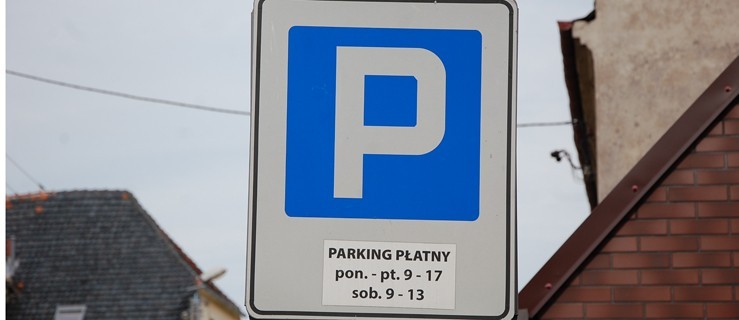 P
PARKING PŁATNY
pon. - pt. 9 - 17
sob. 9 - 13